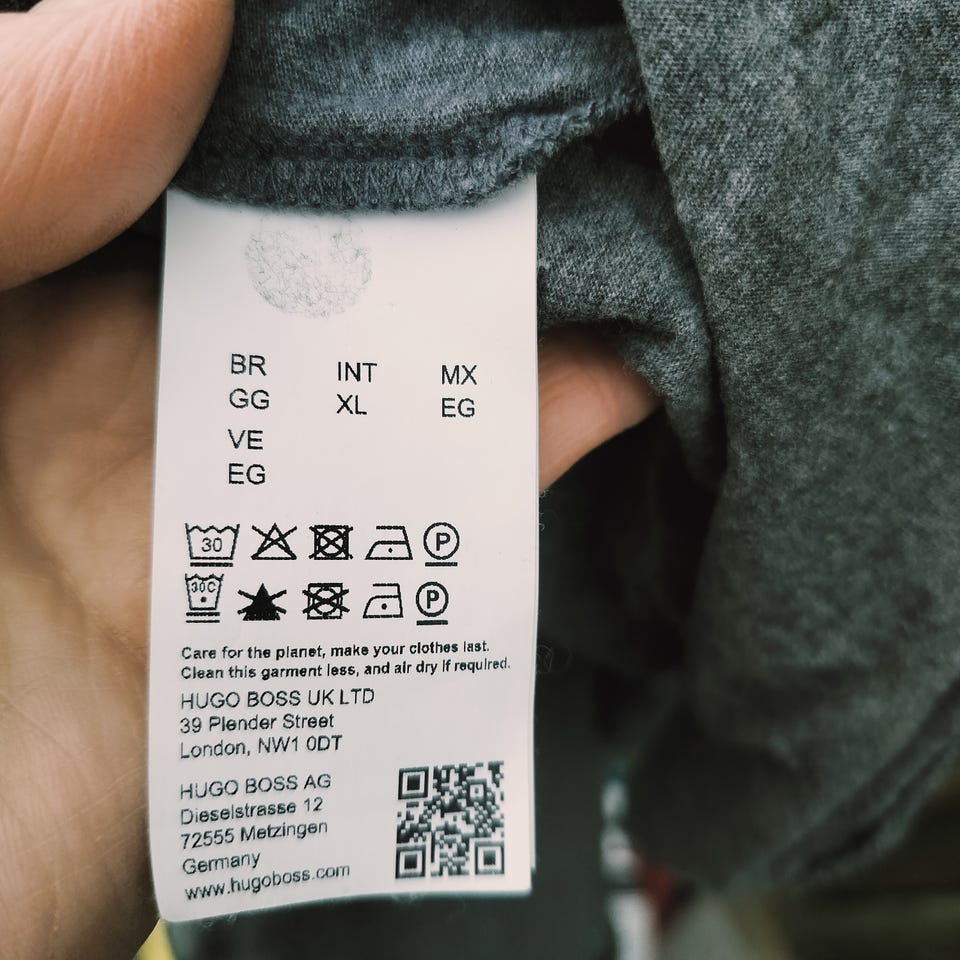 BR INT MX
GG XL EG
VE
EG
30 P
30C P
Care for the planet, make your clothes last.
Clean this garment less, and air dry if required.
HUGO BOSS UK LTD
39 Plender Street
London, NW1 0DT
HUGO BOSS AG
Dieselstrasse 12
72555 Metzingen
Germany
www.hugoboss.com